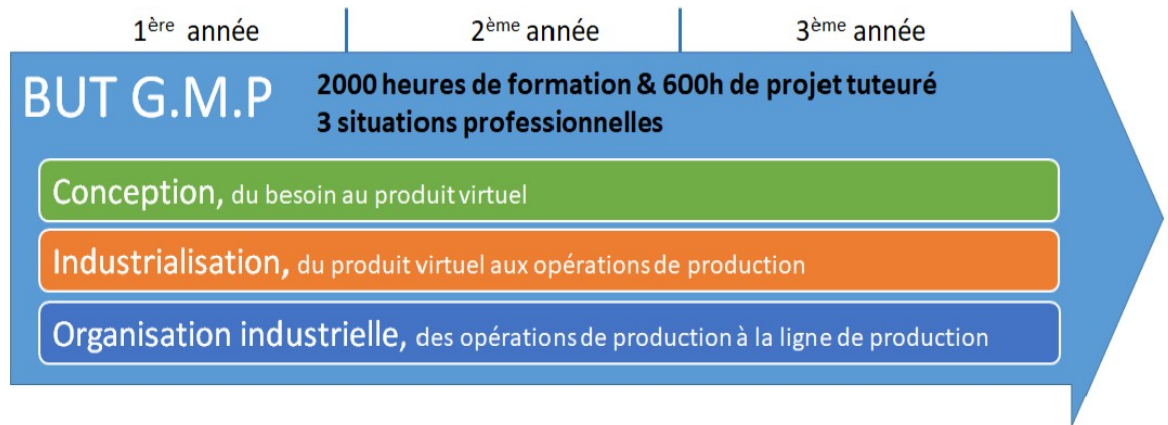 1ère année 2ème année 3ème année
BUT G.M.P
2000 heures de formation & 600h de projet tuteuré
3 situations professionnelles
Conception, du besoin au produit virtuel
Industrialisation, du produit virtuel aux opérations de production
Organisation industrielle, des opérations de production à la ligne de production